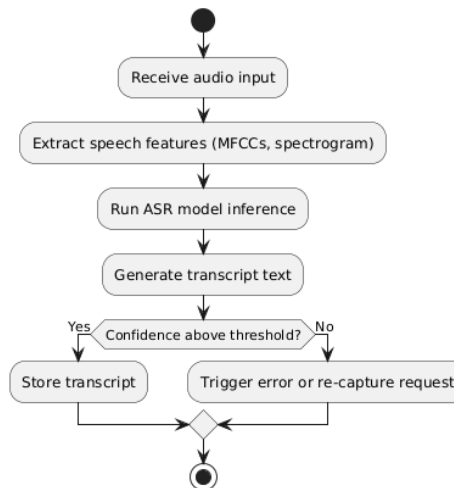 Receive audio input
Extract speech features (MFCCs, spectrogram)
Run ASR model inference
Generate transcript text
Yes
Confidence above threshold?
No
Store transcript
Trigger error or re-capture request